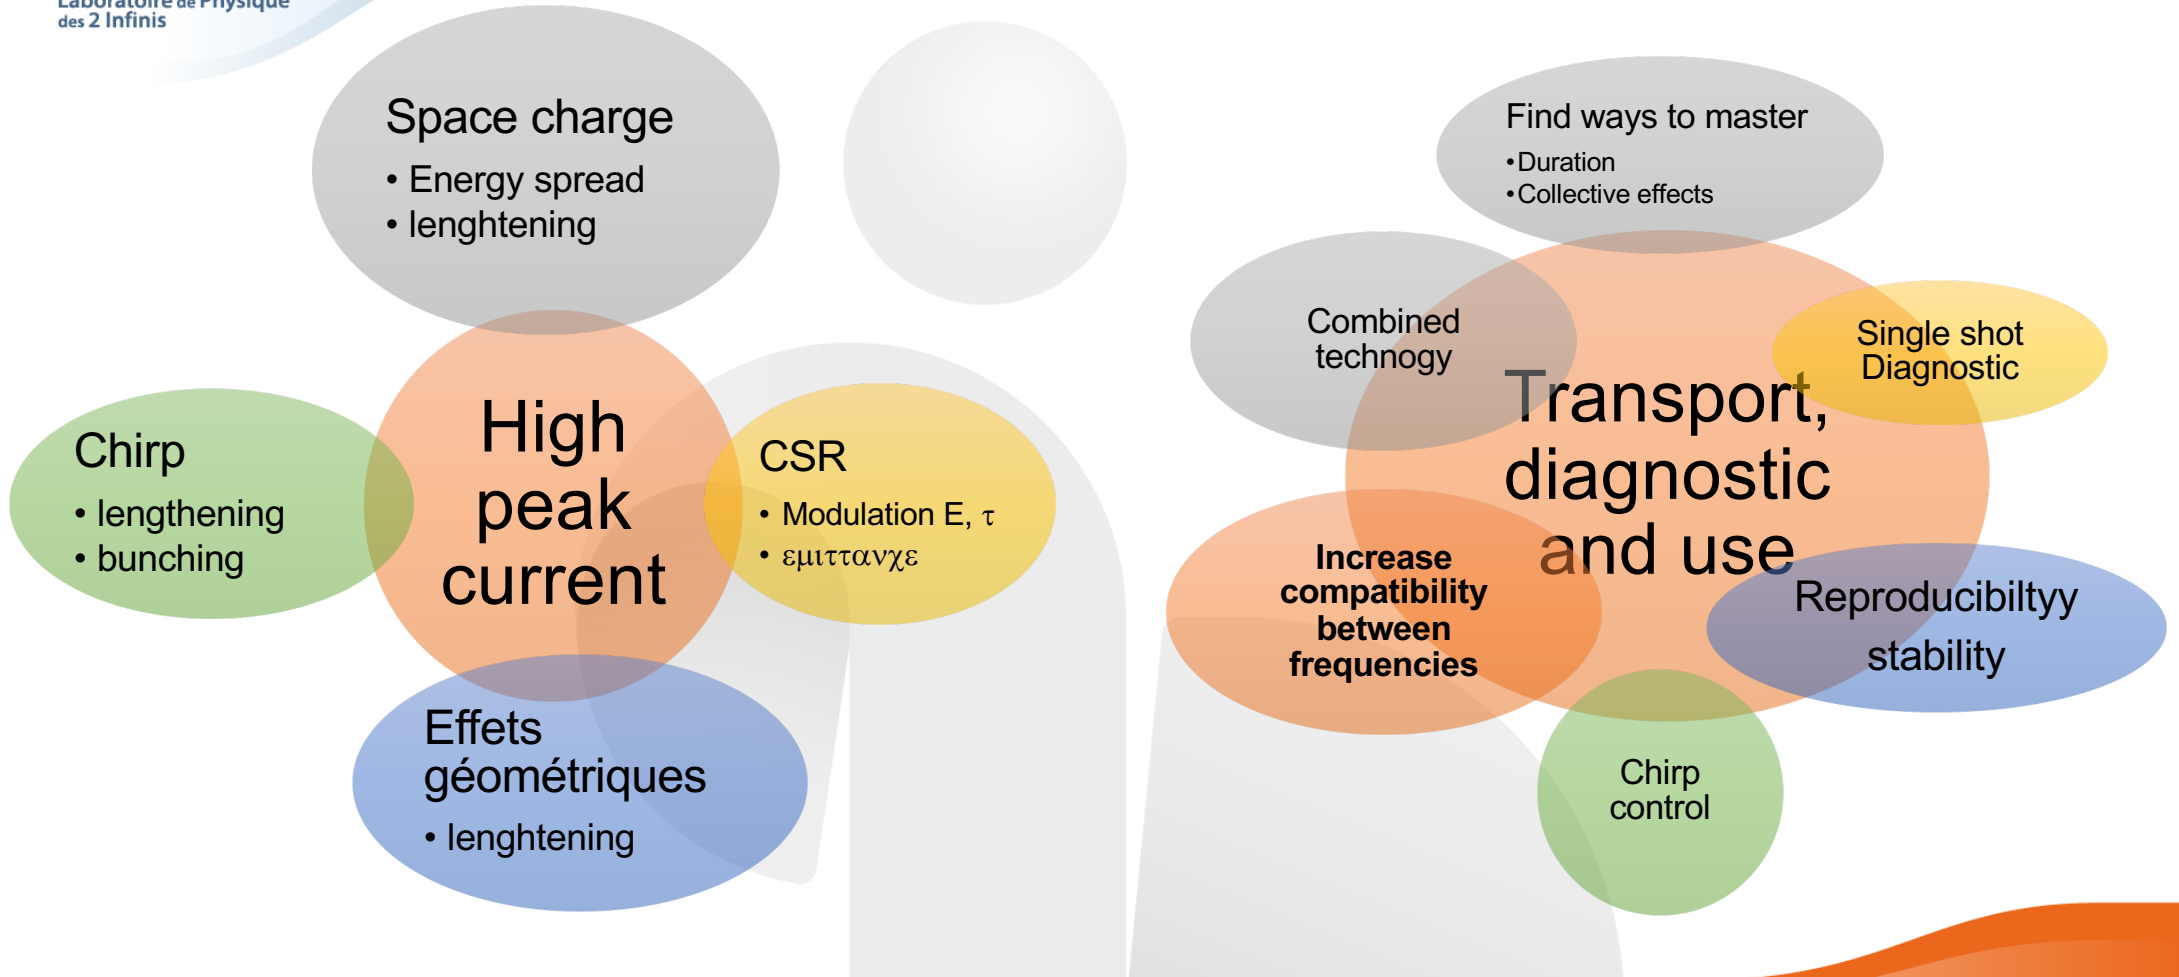 Laboratoire de Physique
des 2 Infinis
Space charge
• Energy spread
• lenghtening
Chirp
• lengthening
• bunching
High
peak
current
CSR
• Modulation E, τ
• εμιττανχε
Effets
géométriques
• lenghtening
Find ways to master
•Duration
•Collective effects
Combined
technogy
Single shot
Diagnostic
Transport,
diagnostic
and use
Increase
compatibility
between
frequencies
Reproducibiltyy
stability
Chirp
control